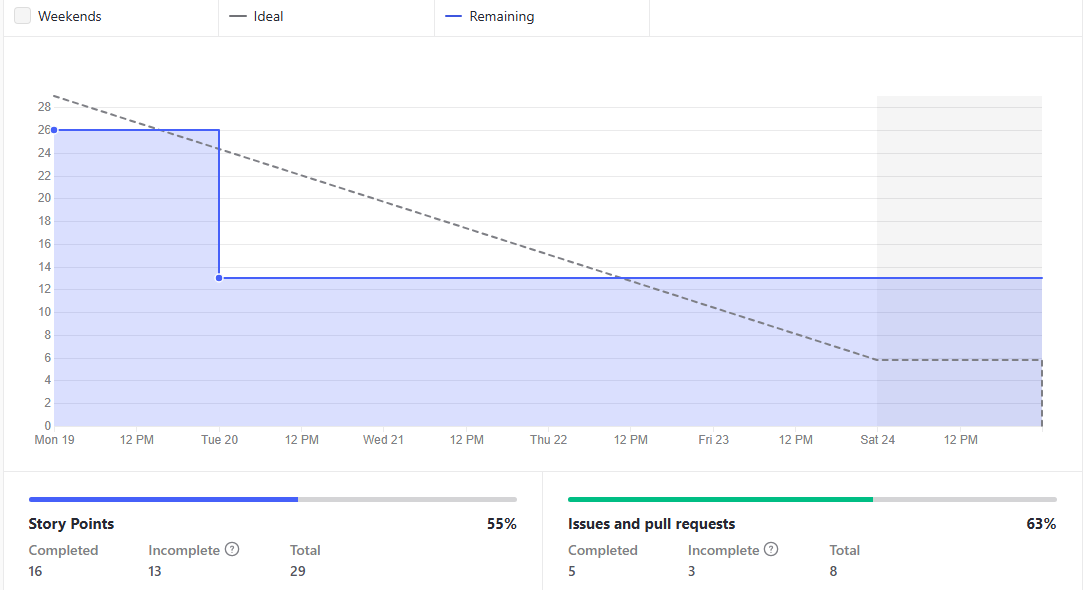 Weekends Ideal Remaining
28
26
24
22
20
18
16
14
12
10
8
6
4
2
0
Mon 19 12 PM Tue 20 12 PM Wed 21 12 PM Thu 22 12 PM Fri 23 12 PM Sat 24 12 PM
Story Points 55%
Completed Incomplete ? Total
16 13 29
Issues and pull requests 63%
Completed Incomplete ? Total
5 3 8